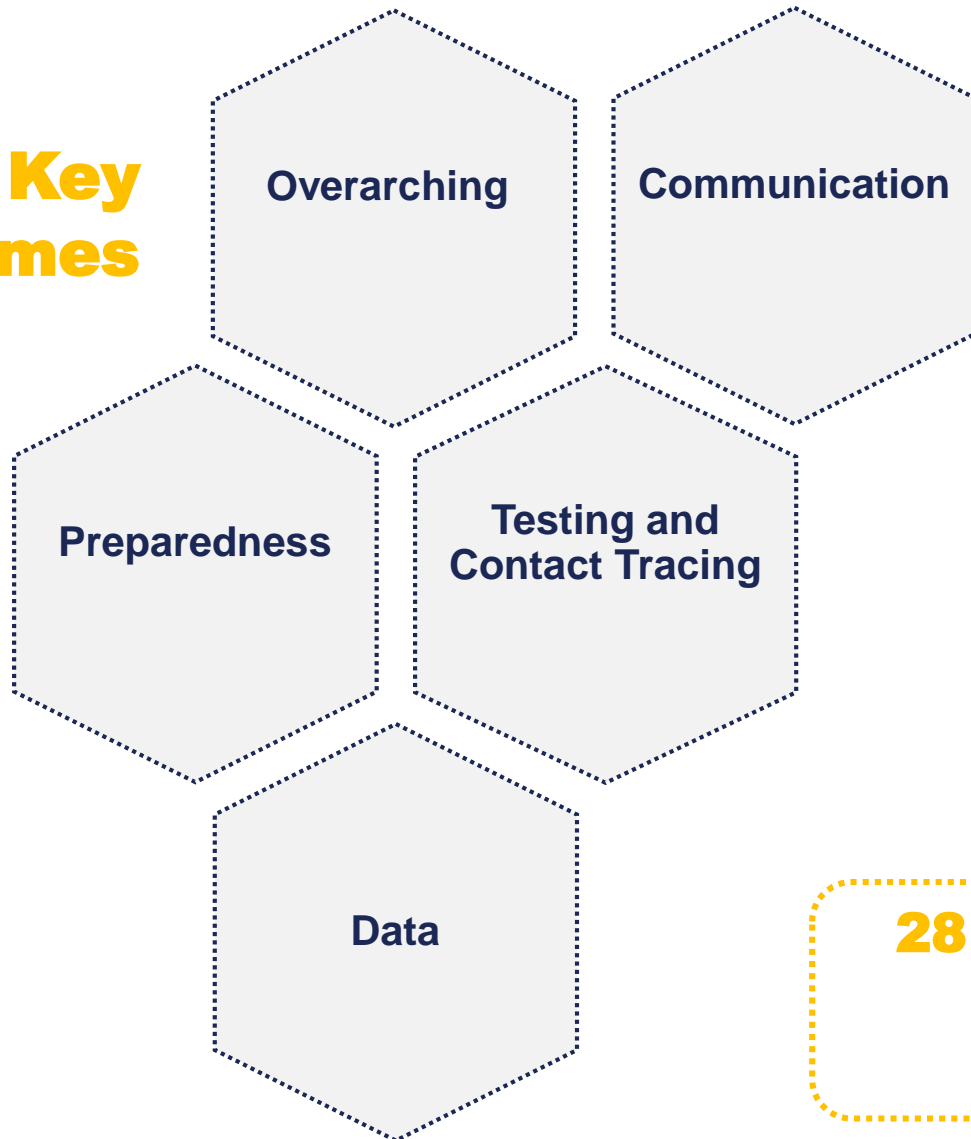 Key
mes
Overarching
Communication
Preparedness
Testing and
Contact Tracing
Data
28